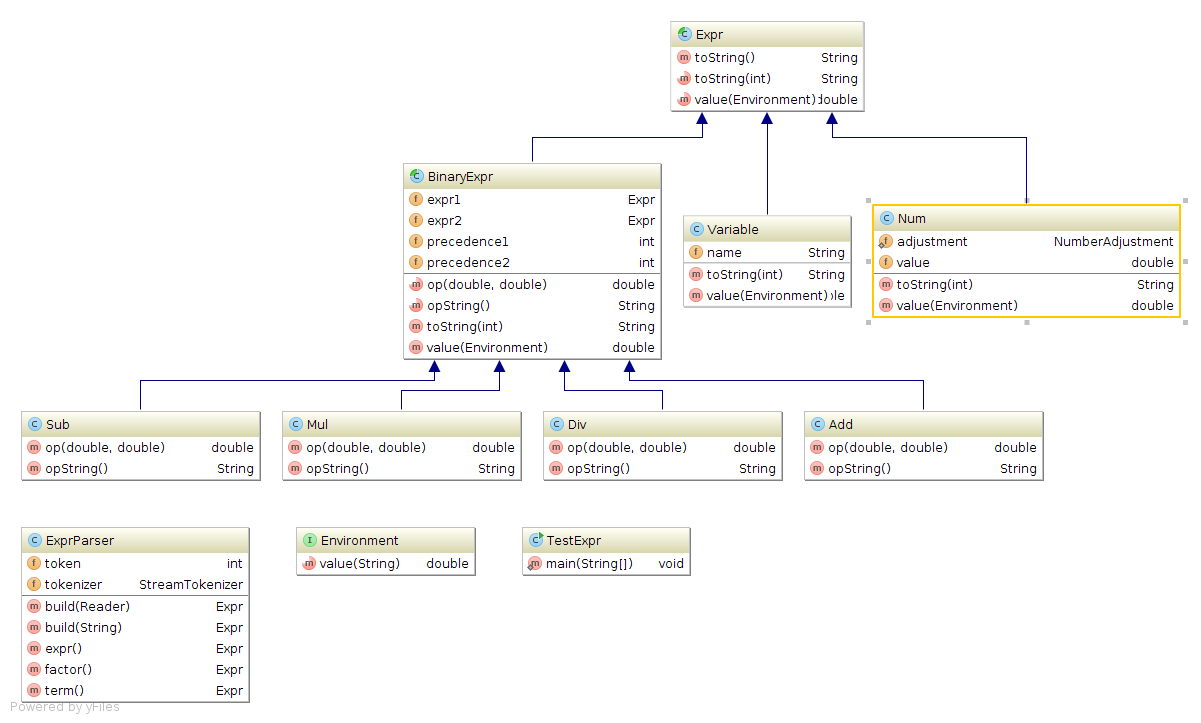 Expr
toString() String
toString(int) String
value(Environment) double
BinaryExpr
expr1 Expr
expr2 Expr
precedence1 int
precedence2 int
op(double, double) double
opString() String
toString(int) String
value(Environment) double
Variable
name String
toString(int) String
value(Environment) le
Num
adjustment NumberAdjustment
value double
toString(int) String
value(Environment) double
Sub
op(double, double) double
opString() String
Mul
op(double, double) double
opString() String
Div
op(double, double) double
opString() String
Add
op(double, double) double
opString() String
ExprParser
token int
tokenizer StreamTokenizer
build(Reader) Expr
build(String) Expr
expr() Expr
factor() Expr
term() Expr
Environment
value(String) double
TestExpr
main(String[]) void
Powered by yFiles